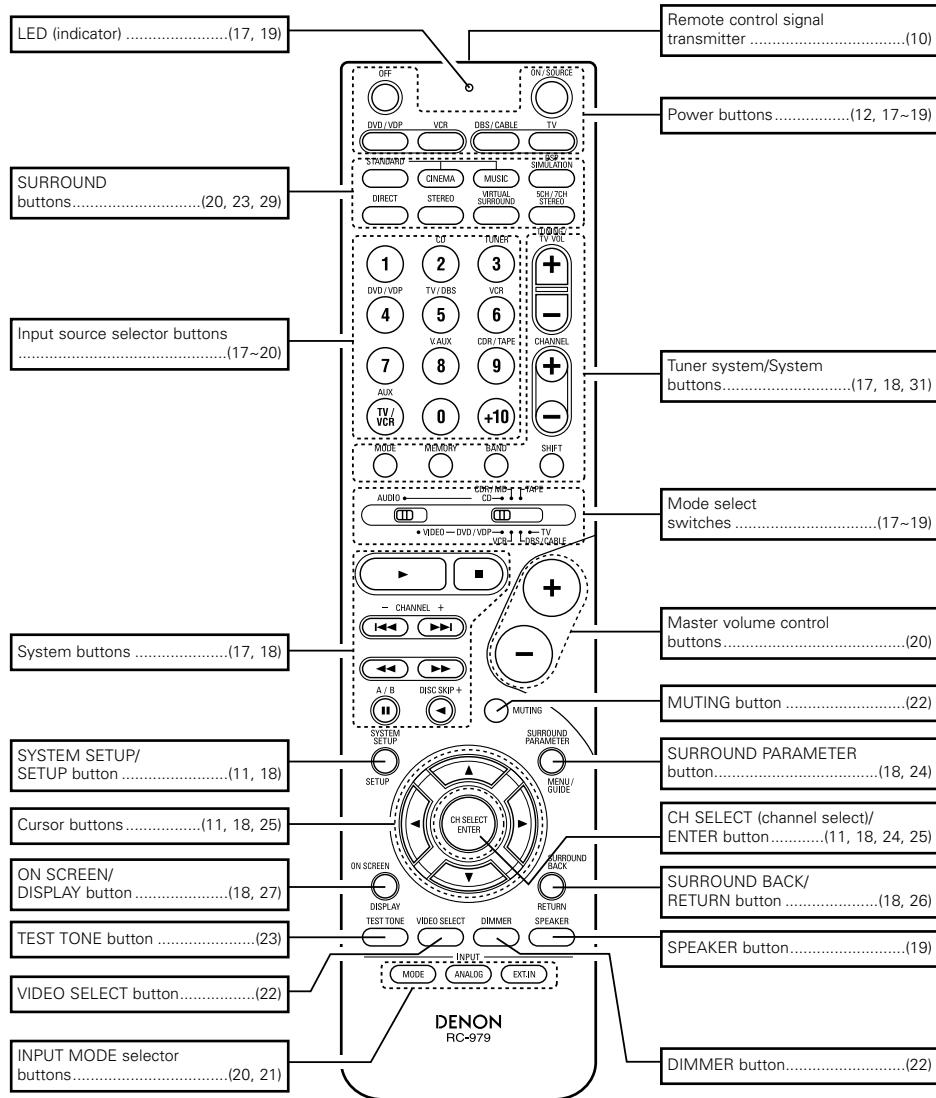 LED (indicator) ......................(17, 19)
Remote control signal
transmitter ..................................(10)
Power buttons.................(12, 17~19)
SURROUND
buttons............................(20, 23, 29)
Input source selector buttons
..............................................(17~20)
Tuner system/System
buttons............................(17, 18, 31)
Mode select
switches ...............................(17~19)
System buttons ....................(17, 18)
Master volume control
buttons........................................(20)
MUTING button ..........................(22)
SYSTEM SETUP/
SETUP button ......................(11, 18)
SURROUND PARAMETER
button..................................(18, 24)
Cursor buttons................(11, 18, 25)
CH SELECT (channel select)/
ENTER button...........(11, 18, 24, 25)
ON SCREEN/
DISPLAY button ...................(18, 27)
SURROUND BACK/
RETURN button ...................(18, 26)
TEST TONE button .....................(23)
SPEAKER button.........................(19)
VIDEO SELECT button................(22)
INPUT MODE selector
buttons..................................(20, 21)
DIMMER button..........................(22)
OFF
ON / SOURCE
DVD / VDP VCR DBS / CABLE TV
STANDARD CINEMA MUSIC DSP
SIMULATION
DIRECT STEREO VIRTUAL
SURROUND 5CH / 7CH
STEREO
TUNING /
TV VOL
CD TUNER
1 2 3 +
DVD / VDP TV / DBS VCR
4 5 6 −
V.AUX CDR / TAPE CHANNEL
7 8 9 +
AUX
TV /
VCR 0 +10 −
MODE MEMORY BAND SHIFT
CDR / MD TAPE
AUDIO CD
VIDEO DVD / VDP TV
VCR DBS / CABLE
+
− CHANNEL +
−
A / B DISC SKIP +
MUTING
SYSTEM
SETUP
SETUP
SURROUND
PARAMETER
MENU /
GUIDE
CH SELECT
ENTER
ON SCREEN
DISPLAY
SURROUND
BACK
RETURN
TEST TONE VIDEO SELECT DIMMER SPEAKER
INPUT
MODE ANALOG EXT.IN
DENON
RC-979